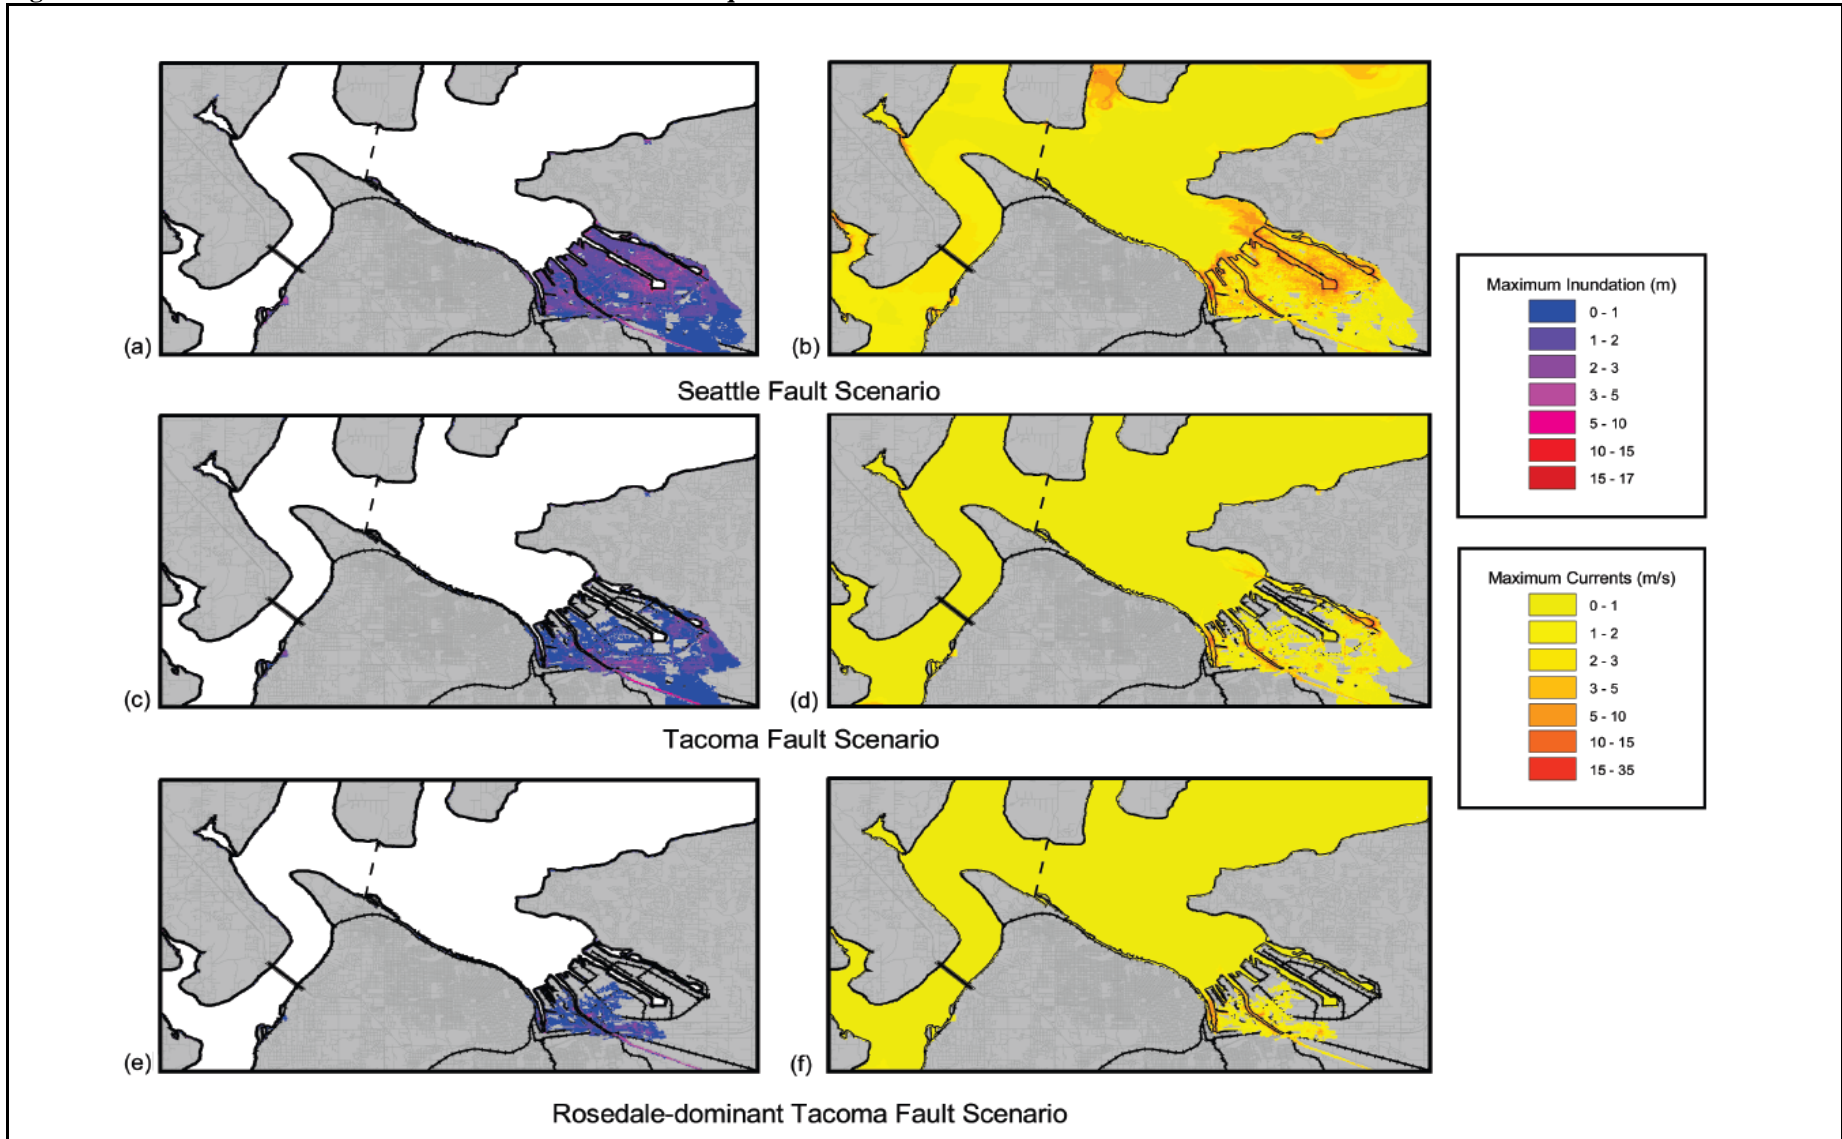 (a)
(b)
Seattle Fault Scenario
(c)
(d)
Tacoma Fault Scenario
(e)
(f)
Rosedale-dominant Tacoma Fault Scenario
Maximum Inundation (m)
0 - 1
1 - 2
2 - 3
3 - 5
5 - 10
10 - 15
15 - 17
Maximum Currents (m/s)
0 - 1
1 - 2
2 - 3
3 - 5
5 - 10
10 - 15
15 - 35